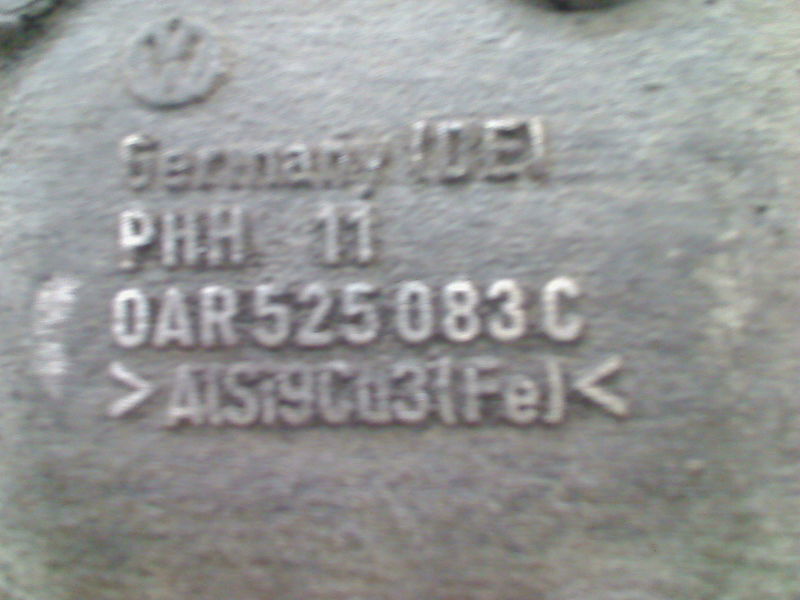 Germany (DE)
PHH 11
0AR 525 083 C
>AlSi9Cu3(Fe)<